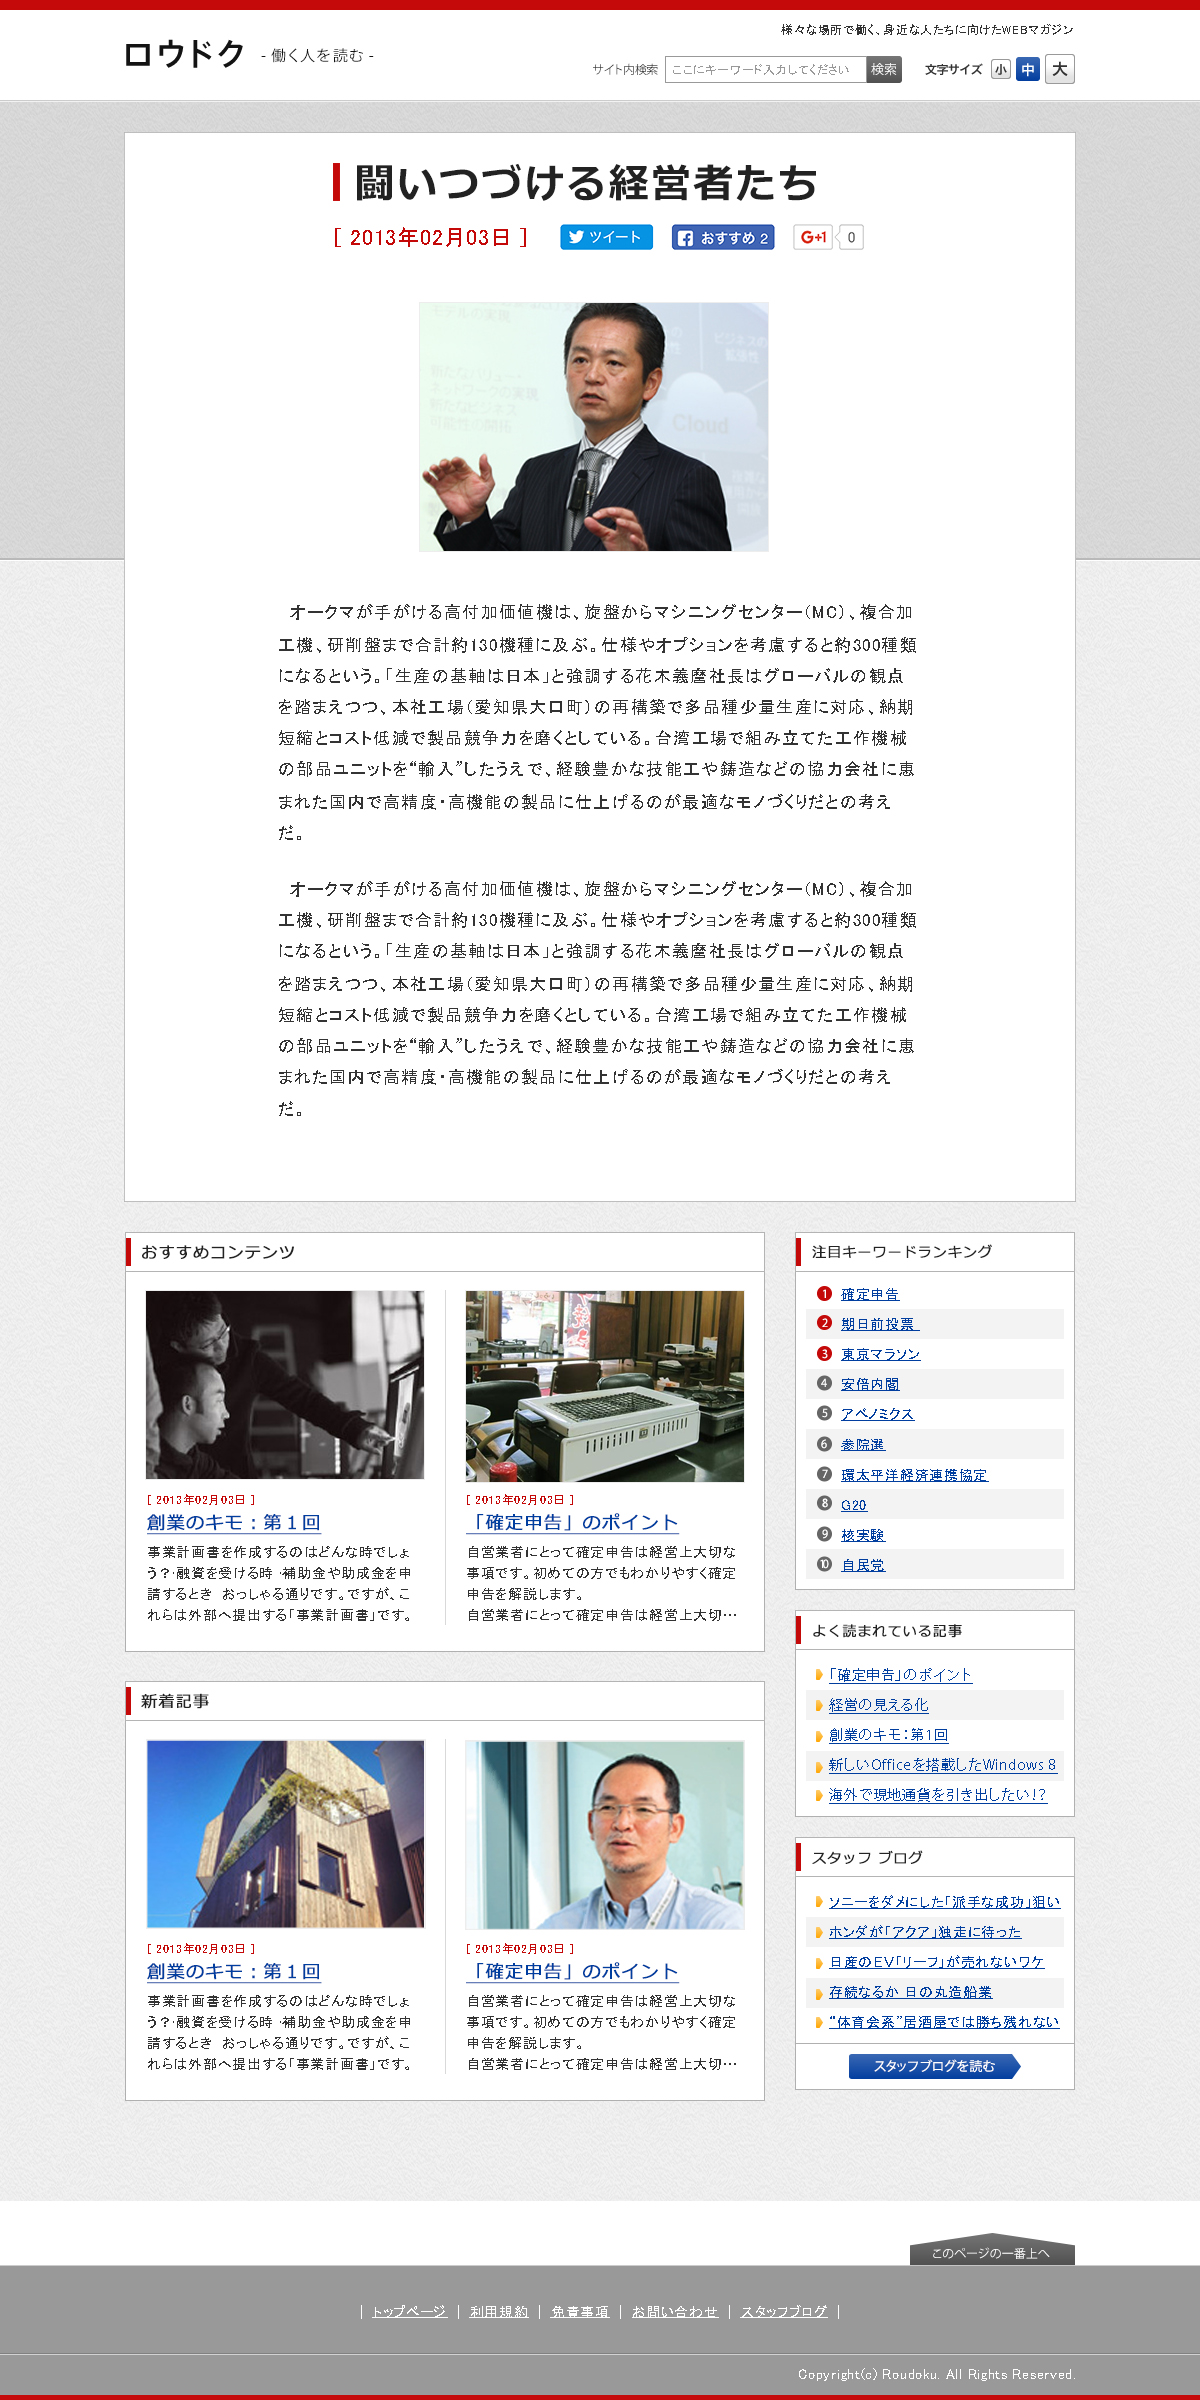 様々な場所で働く、身近な人たちに向けたWEBマガジン
ロウドク - 働く人を読む -
サイト内検索 ここにキーワード入力してください 検索 文字サイズ 小 中 大
闘いつづける経営者たち
[ 2013年02月03日 ] ツイート おすすめ 2 G+1 0
モデルの実現
ビジネスの
拡張性
新たなバリュー・
ネットワークの実現
新たなビジネス
可能性の開拓
Cloud
オークマが手がける高付加価値機は、旋盤からマシニングセンター(MC)、複合加
工機、研削盤まで合計約130機種に及ぶ。仕様やオプションを考慮すると約300種類
になるという。「生産の基軸は日本」と強調する花木義麿社長はグローバルの観点
を踏まえつつ、本社工場(愛知県大口町)の再構築で多品種少量生産に対応、納期
短縮とコスト低減で製品競争力を磨くとしている。台湾工場で組み立てた工作機械
の部品ユニットを“輸入”したうえで、経験豊かな技能工や鋳造などの協力会社に恵
まれた国内で高精度・高機能の製品に仕上げるのが最適なモノづくりだとの考え
だ。
オークマが手がける高付加価値機は、旋盤からマシニングセンター(MC)、複合加
工機、研削盤まで合計約130機種に及ぶ。仕様やオプションを考慮すると約300種類
になるという。「生産の基軸は日本」と強調する花木義麿社長はグローバルの観点
を踏まえつつ、本社工場(愛知県大口町)の再構築で多品種少量生産に対応、納期
短縮とコスト低減で製品競争力を磨くとしている。台湾工場で組み立てた工作機械
の部品ユニットを“輸入”したうえで、経験豊かな技能工や鋳造などの協力会社に恵
まれた国内で高精度・高機能の製品に仕上げるのが最適なモノづくりだとの考え
だ。
おすすめコンテンツ
[ 2013年02月03日 ]
創業のキモ：第１回
事業計画書を作成するのはどんな時でしょ
う?・融資を受ける時 ・補助金や助成金を申
請するとき おっしゃる通りです。ですが、こ
れらは外部へ提出する「事業計画書」です。
[ 2013年02月03日 ]
「確定申告」のポイント
自営業者にとって確定申告は経営上大切な
事項です。初めての方でもわかりやすく確定
申告を解説します。
自営業者にとって確定申告は経営上大切…
新着記事
[ 2013年02月03日 ]
創業のキモ：第１回
事業計画書を作成するのはどんな時でしょ
う?・融資を受ける時 ・補助金や助成金を申
請するとき おっしゃる通りです。ですが、こ
れらは外部へ提出する「事業計画書」です。
[ 2013年02月03日 ]
「確定申告」のポイント
自営業者にとって確定申告は経営上大切な
事項です。初めての方でもわかりやすく確定
申告を解説します。
自営業者にとって確定申告は経営上大切…
注目キーワードランキング
1 確定申告
2 期日前投票
3 東京マラソン
4 安倍内閣
5 アベノミクス
6 参院選
7 環太平洋経済連携協定
8 G20
9 核実験
10 自民党
よく読まれている記事
「確定申告」のポイント
経営の見える化
創業のキモ：第1回
新しいOfficeを搭載したWindows 8
海外で現地通貨を引き出したい!?
スタッフ ブログ
ソニーをダメにした「派手な成功」狙い
ホンダが「アクア」独走に待った
日産のEV「リーフ」が売れないワケ
存続なるか 日の丸造船業
“体育会系”居酒屋では勝ち残れない
スタッフブログを読む
このページの一番上へ
| トップページ | 利用規約 | 免責事項 | お問い合わせ | スタッフブログ |
Copyright(c) Roudoku. All Rights Reserved.